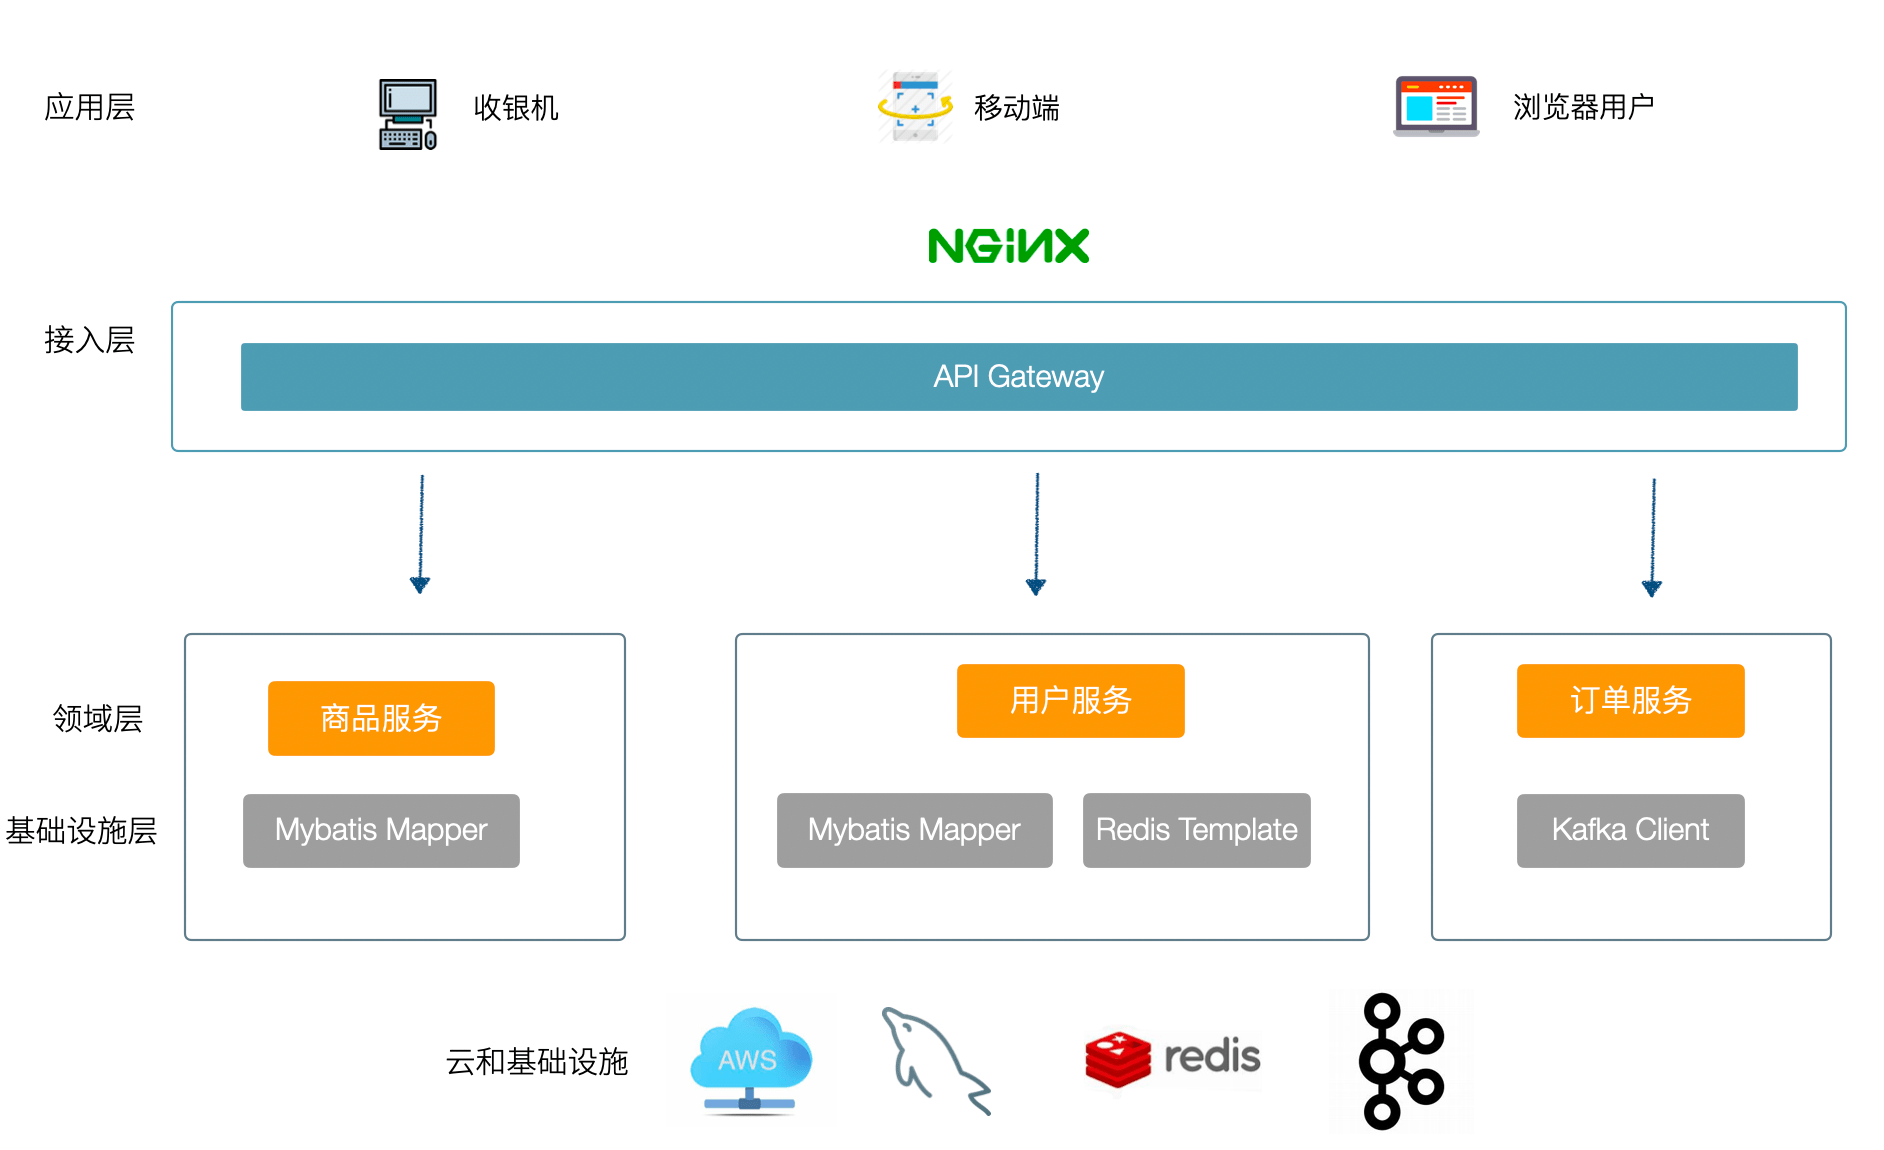 应用层
收银机
移动端
浏览器用户
NGINX
接入层
API Gateway
领域层
商品服务
用户服务
订单服务
基础设施层
Mybatis Mapper
Mybatis Mapper
Redis Template
Kafka Client
云和基础设施
AWS
redis